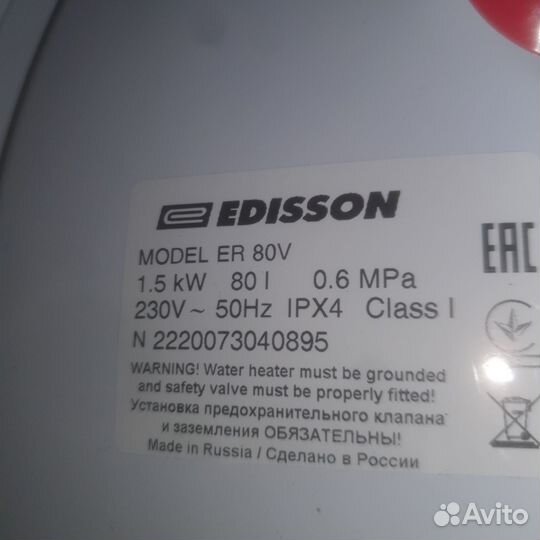 EDISSON
MODEL ER 80V
1.5 kW 80 l 0.6 MPa
230V ~ 50Hz IPX4 Class I
N 2220073040895
WARNING! Water heater must be grounded
and safety valve must be properly fitted!
Установка предохранительного клапана
и заземления ОБЯЗАТЕЛЬНЫ!
Made in Russia / Сделано в России
EAC
Avito